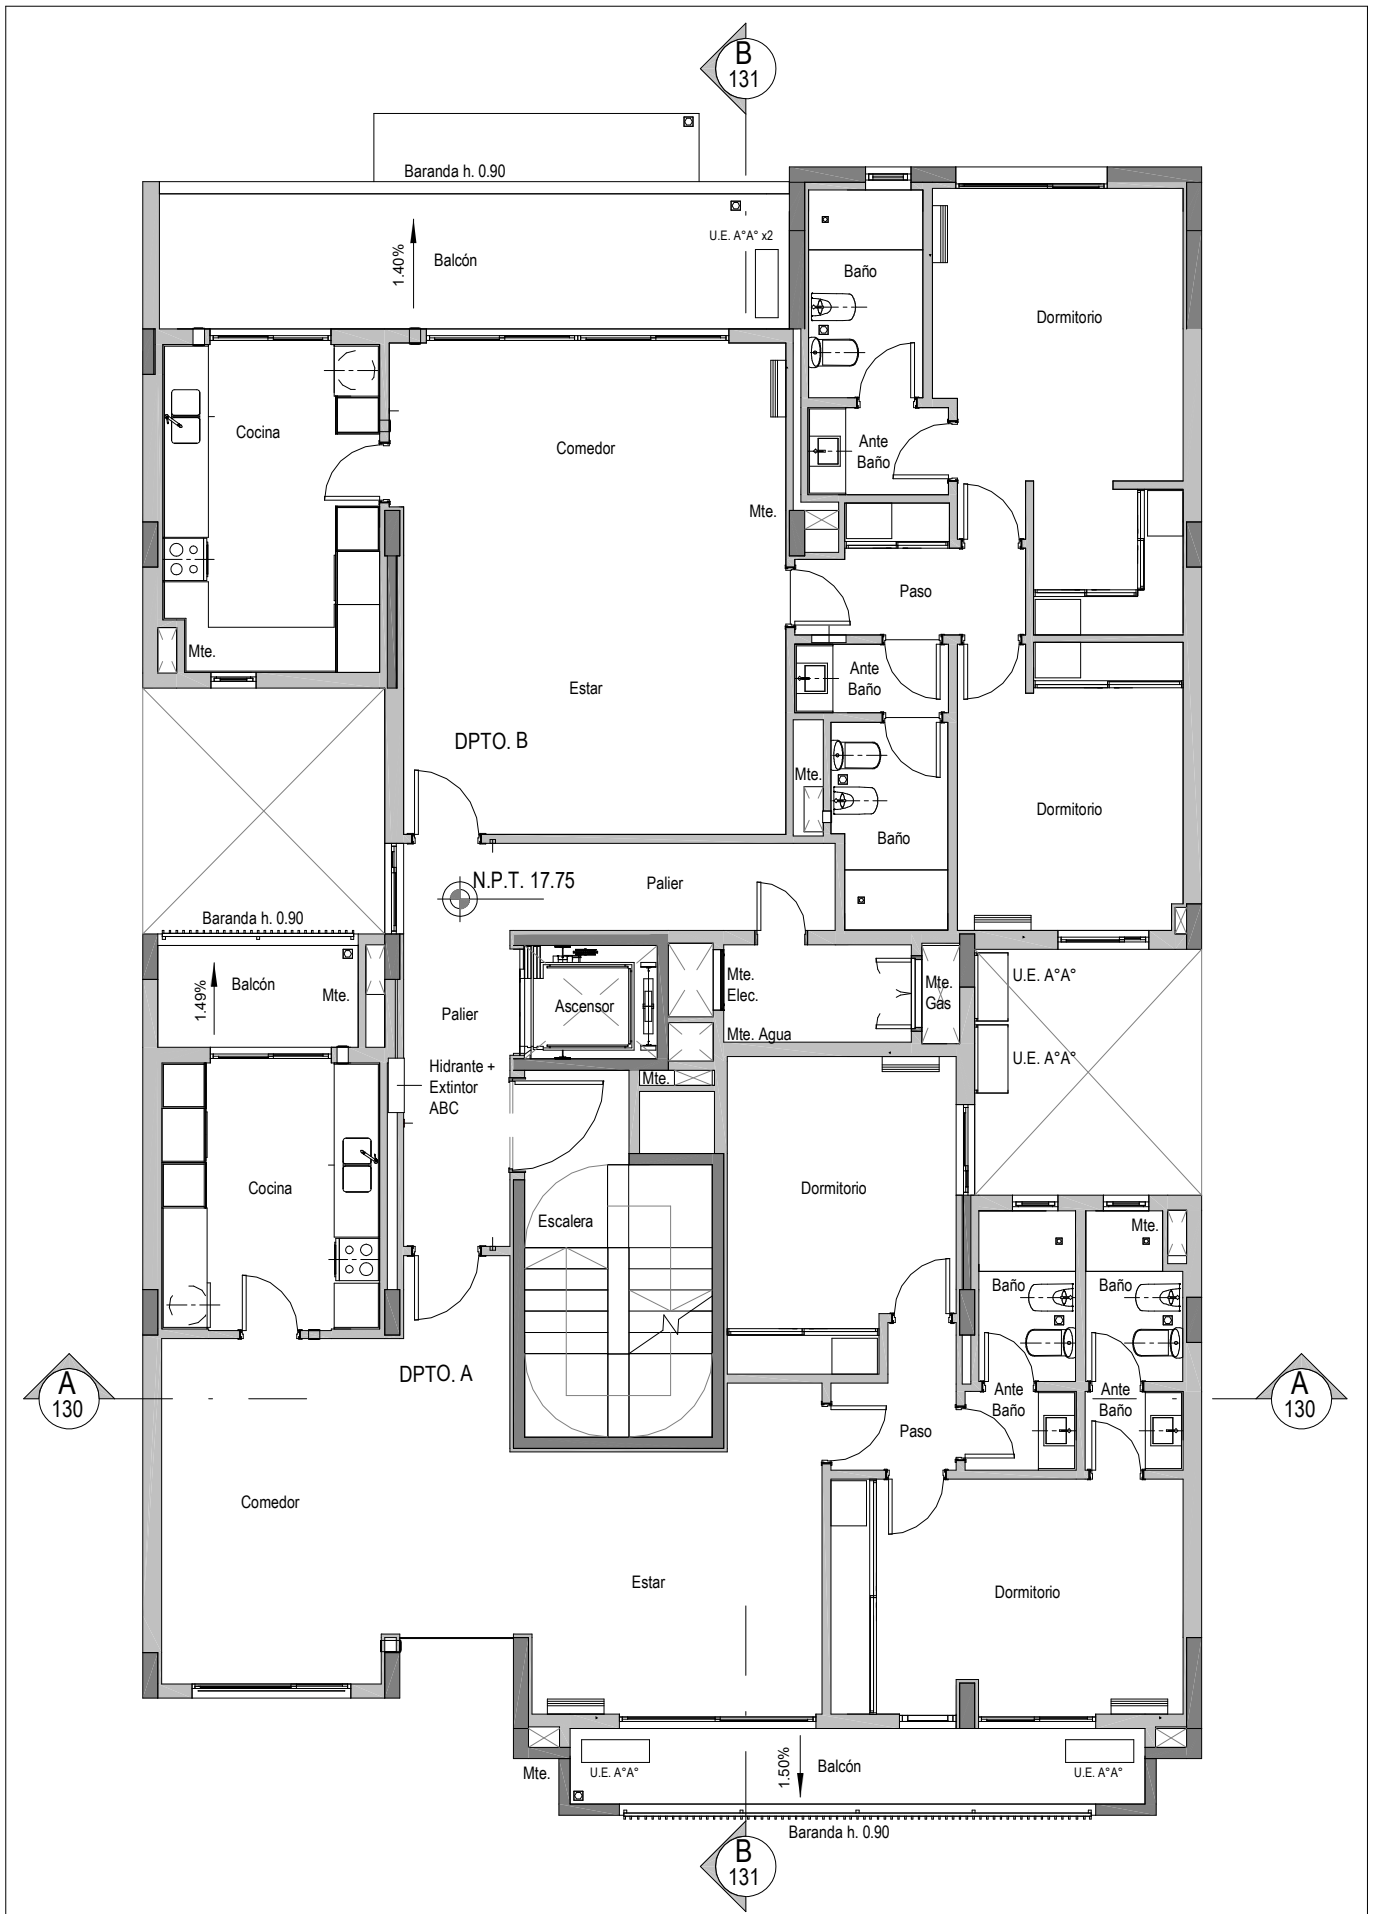 B
131
Baranda h. 0.90
1.40%
Balcón
U.E. A°A° x2
Baño
Dormitorio
Cocina
Comedor
Ante
Baño
Mte.
Paso
Mte.
Estar
Ante
Baño
DPTO. B
Mte.
Dormitorio
Baño
N.P.T. 17.75
Palier
Baranda h. 0.90
1.49%
Balcón
Mte.
Palier
Ascensor
Mte.
Elec.
Mte.
Gas
U.E. A°A°
Mte. Agua
U.E. A°A°
Hidrante +
Extintor
ABC
Mte.
Cocina
Escalera
Dormitorio
Mte.
Baño
Baño
A
130
DPTO. A
Ante
Baño
Ante
Baño
A
130
Paso
Comedor
Estar
Dormitorio
Mte.
U.E. A°A°
1.50%
Balcón
U.E. A°A°
Baranda h. 0.90
B
131